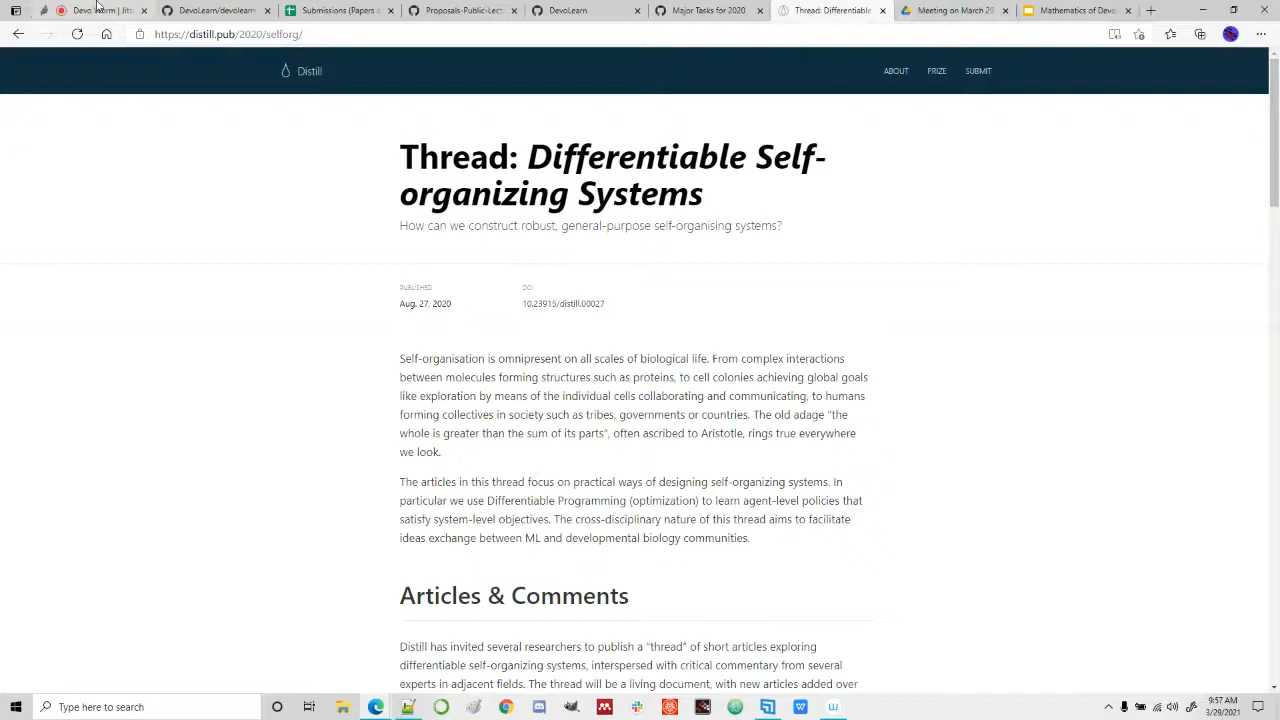 DevoWorm | Jitsi
DevoLearn/devolearn
Submissions (Papers
Proposals-Public-Lect
DevoLearn
Major Tasks for 2020
Thread: Differentiable
Meeting on March 29
Mathematics of Devo
https://distill.pub/2020/selforg/
Distill
ABOUT
PRIZE
SUBMIT
Thread: Differentiable Self-
organizing Systems
How can we construct robust, general-purpose self-organising systems?
PUBLISHED
DOI
Aug. 27, 2020
10.23915/distill.00027
Self-organisation is omnipresent on all scales of biological life. From complex interactions
between molecules forming structures such as proteins, to cell colonies achieving global goals
like exploration by means of the individual cells collaborating and communicating, to humans
forming collectives in society such as tribes, governments or countries. The old adage “the
whole is greater than the sum of its parts”, often ascribed to Aristotle, rings true everywhere
we look.
The articles in this thread focus on practical ways of designing self-organizing systems. In
particular we use Differentiable Programming (optimization) to learn agent-level policies that
satisfy system-level objectives. The cross-disciplinary nature of this thread aims to facilitate
ideas exchange between ML and developmental biology communities.
Articles & Comments
Distill has invited several researchers to publish a “thread” of short articles exploring
differentiable self-organizing systems, interspersed with critical commentary from several
experts in adjacent fields. The thread will be a living document, with new articles added over
Type here to search
9:57 AM
3/29/2021